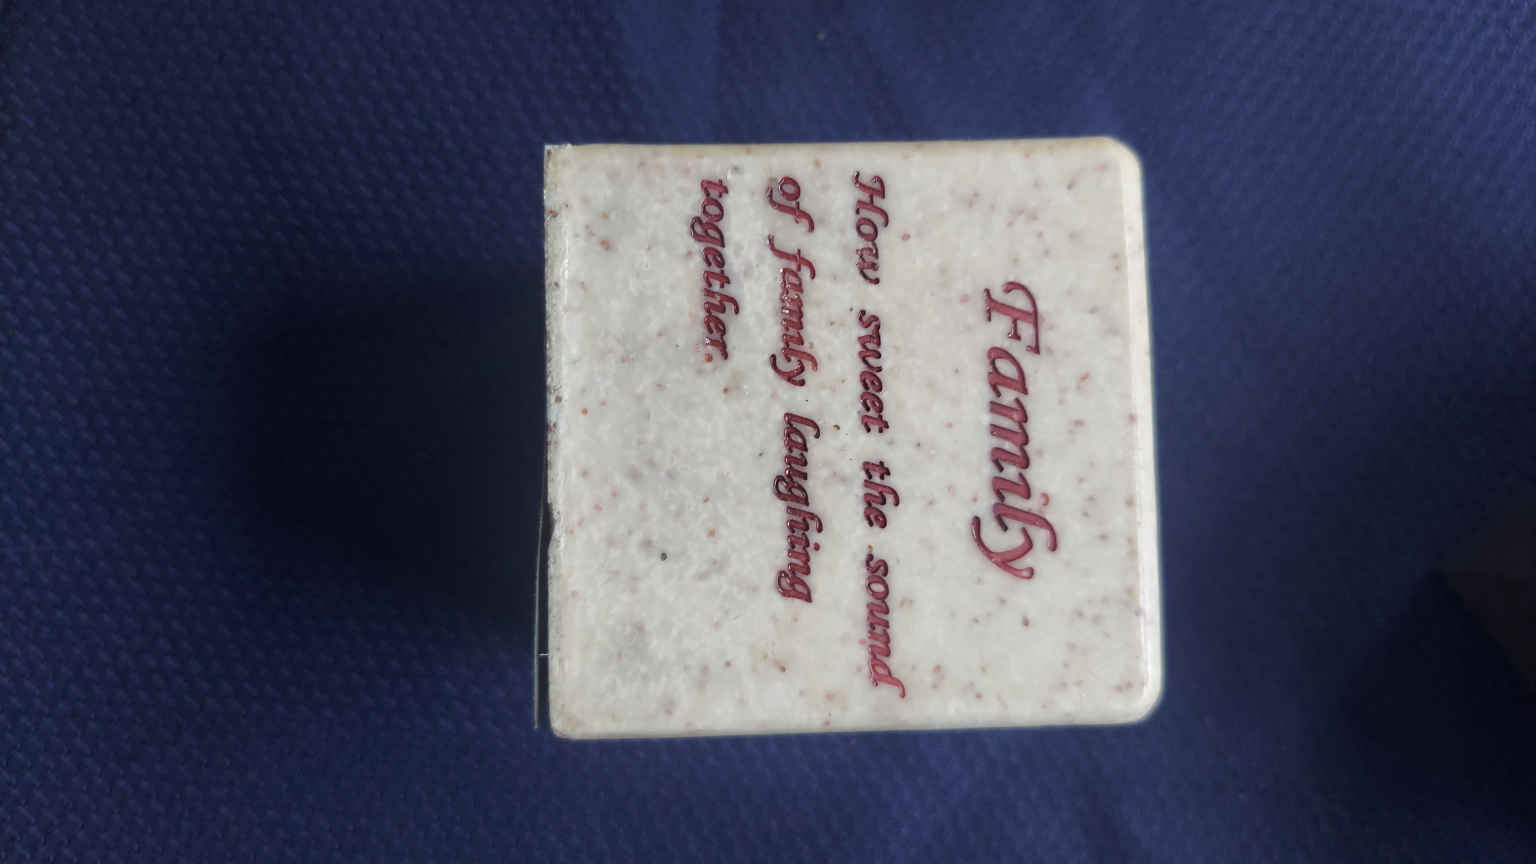 Family
How sweet the sound
of family laughing
together.